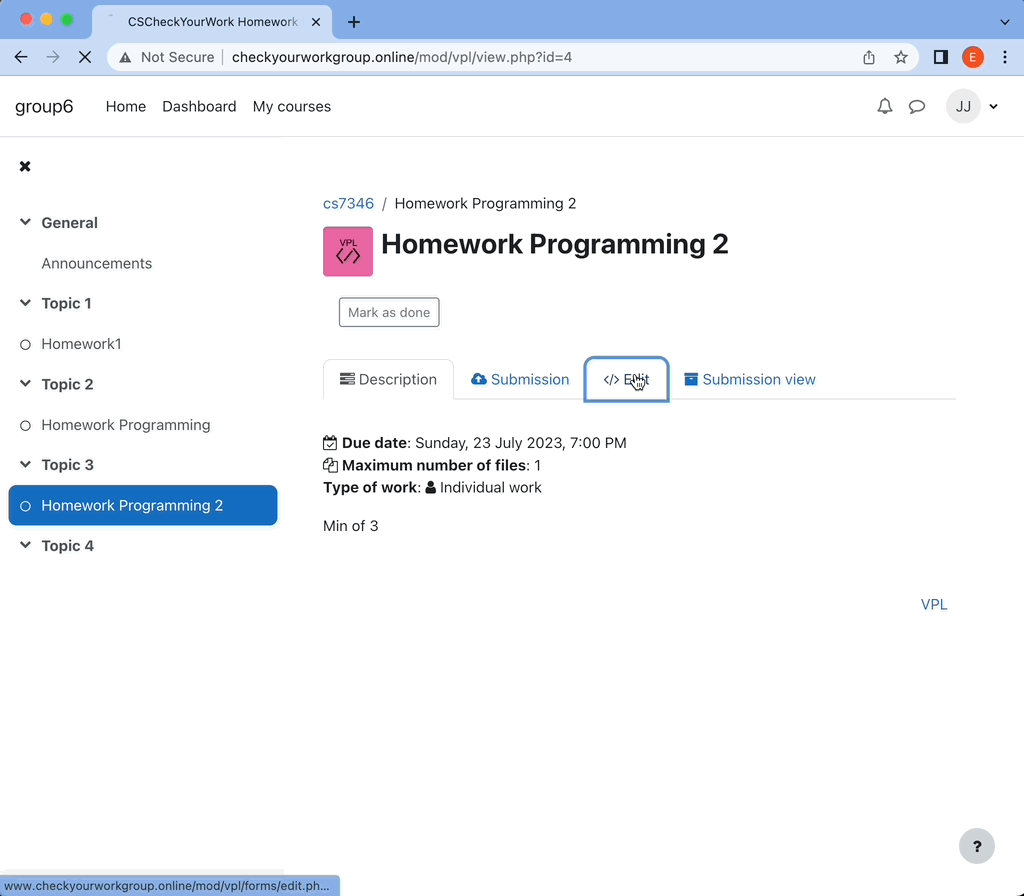 CSCheckYourWork Homework
Not Secure | checkyourworkgroup.online/mod/vpl/view.php?id=4
E
group6
Home Dashboard My courses
JJ
General
Announcements
Topic 1
Homework1
Topic 2
Homework Programming
Topic 3
Homework Programming 2
Topic 4
cs7346 / Homework Programming 2
VPL
Homework Programming 2
Mark as done
Description Submission </> Edit Submission view
Due date: Sunday, 23 July 2023, 7:00 PM
Maximum number of files: 1
Type of work: Individual work
Min of 3
VPL
?
www.checkyourworkgroup.online/mod/vpl/forms/edit.ph...